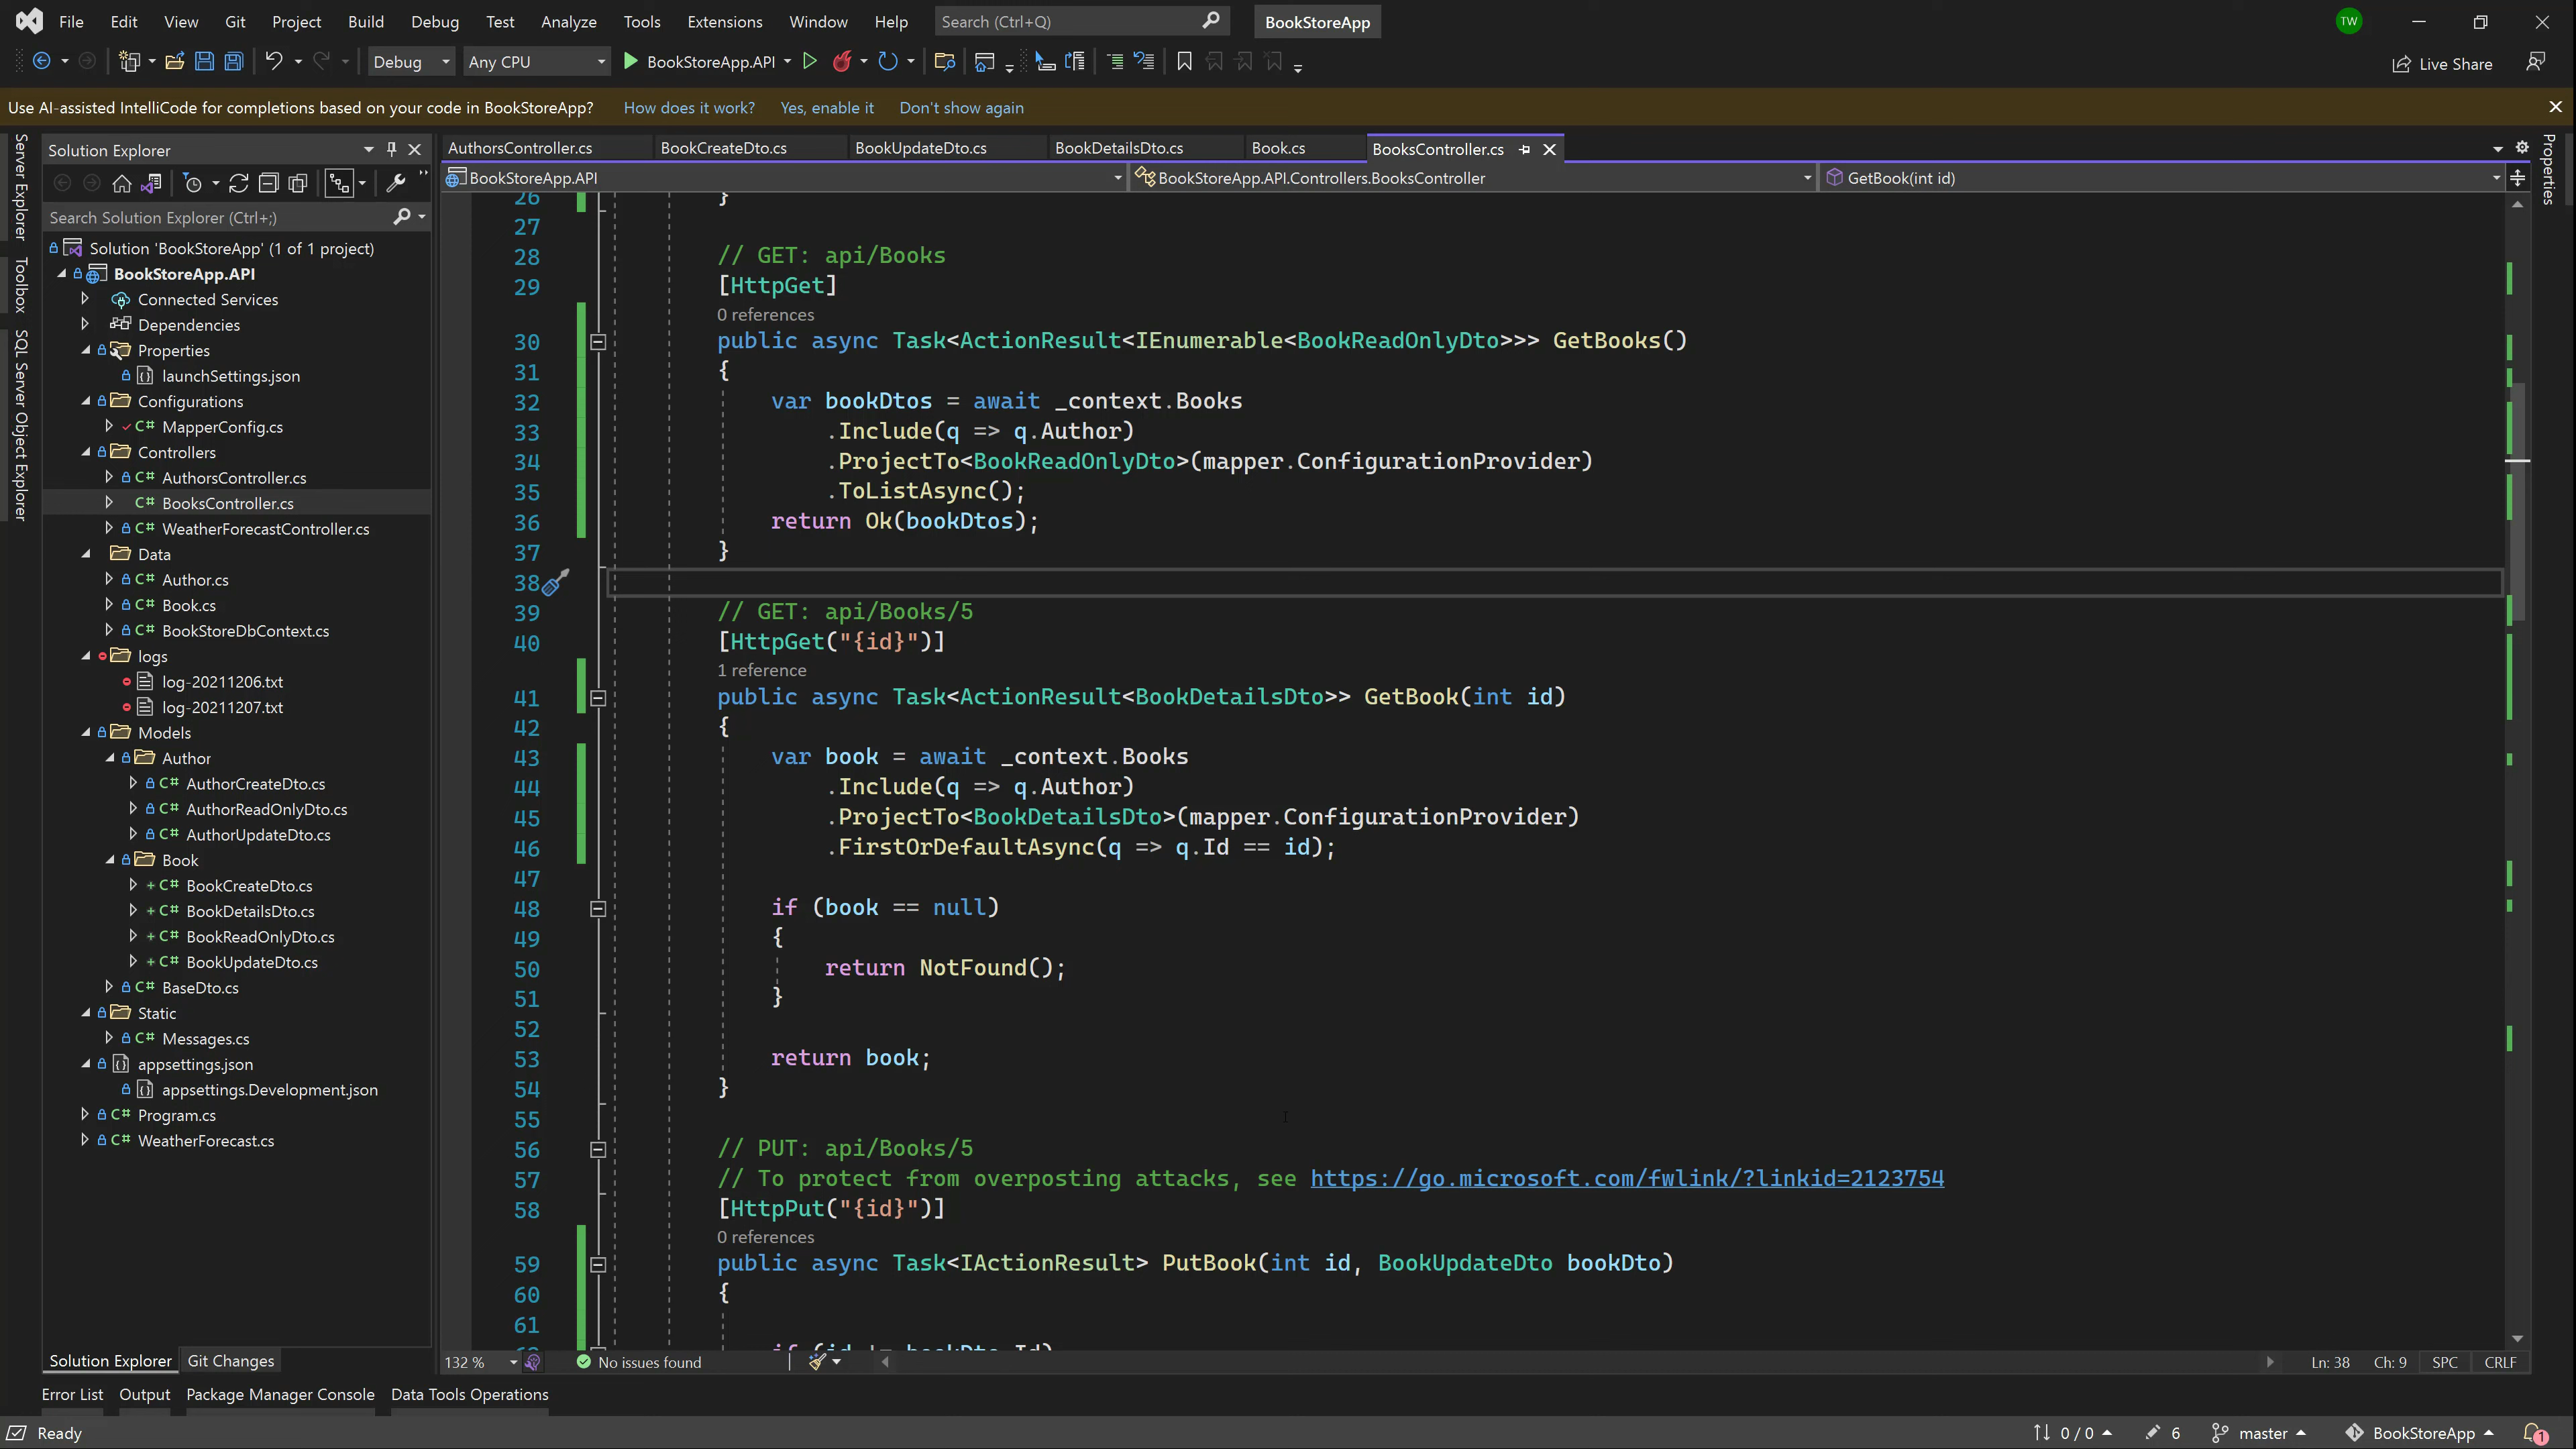 File Edit View Git Project Build Debug Test Analyze Tools Extensions Window Help Search (Ctrl+Q) BookStoreApp TW
Debug Any CPU BookStoreApp.API Live Share
Use AI-assisted IntelliCode for completions based on your code in BookStoreApp? How does it work? Yes, enable it Don't show again
Server Explorer
Toolbox
SQL Server Object Explorer
Solution Explorer
Search Solution Explorer (Ctrl+;)
Solution 'BookStoreApp' (1 of 1 project)
BookStoreApp.API
Connected Services
Dependencies
Properties
launchSettings.json
Configurations
C# MapperConfig.cs
Controllers
C# AuthorsController.cs
C# BooksController.cs
C# WeatherForecastController.cs
Data
C# Author.cs
C# Book.cs
C# BookStoreDbContext.cs
logs
log-20211206.txt
log-20211207.txt
Models
Author
C# AuthorCreateDto.cs
C# AuthorReadOnlyDto.cs
C# AuthorUpdateDto.cs
Book
+ C# BookCreateDto.cs
+ C# BookDetailsDto.cs
+ C# BookReadOnlyDto.cs
+ C# BookUpdateDto.cs
C# BaseDto.cs
Static
C# Messages.cs
appsettings.json
appsettings.Development.json
C# Program.cs
C# WeatherForecast.cs
Solution Explorer Git Changes
AuthorsController.cs BookCreateDto.cs BookUpdateDto.cs BookDetailsDto.cs Book.cs BooksController.cs
BookStoreApp.API BookStoreApp.API.Controllers.BooksController GetBook(int id)
Properties
26 }
27
28 // GET: api/Books
29 [HttpGet]
0 references
30 public async Task<ActionResult<IEnumerable<BookReadOnlyDto>>> GetBooks()
31 {
32 var bookDtos = await _context.Books
33 .Include(q => q.Author)
34 .ProjectTo<BookReadOnlyDto>(mapper.ConfigurationProvider)
35 .ToListAsync();
36 return Ok(bookDtos);
37 }
38
39 // GET: api/Books/5
40 [HttpGet("{id}")]
1 reference
41 public async Task<ActionResult<BookDetailsDto>> GetBook(int id)
42 {
43 var book = await _context.Books
44 .Include(q => q.Author)
45 .ProjectTo<BookDetailsDto>(mapper.ConfigurationProvider)
46 .FirstOrDefaultAsync(q => q.Id == id);
47
48 if (book == null)
49 {
50 return NotFound();
51 }
52
53 return book;
54 }
55
56 // PUT: api/Books/5
57 // To protect from overposting attacks, see https://go.microsoft.com/fwlink/?linkid=2123754
58 [HttpPut("{id}")]
0 references
59 public async Task<IActionResult> PutBook(int id, BookUpdateDto bookDto)
60 {
61
if (id != bookDto.Id)
132 % No issues found Ln: 38 Ch: 9 SPC CRLF
Error List Output Package Manager Console Data Tools Operations
Ready 0 / 0 6 master BookStoreApp 1